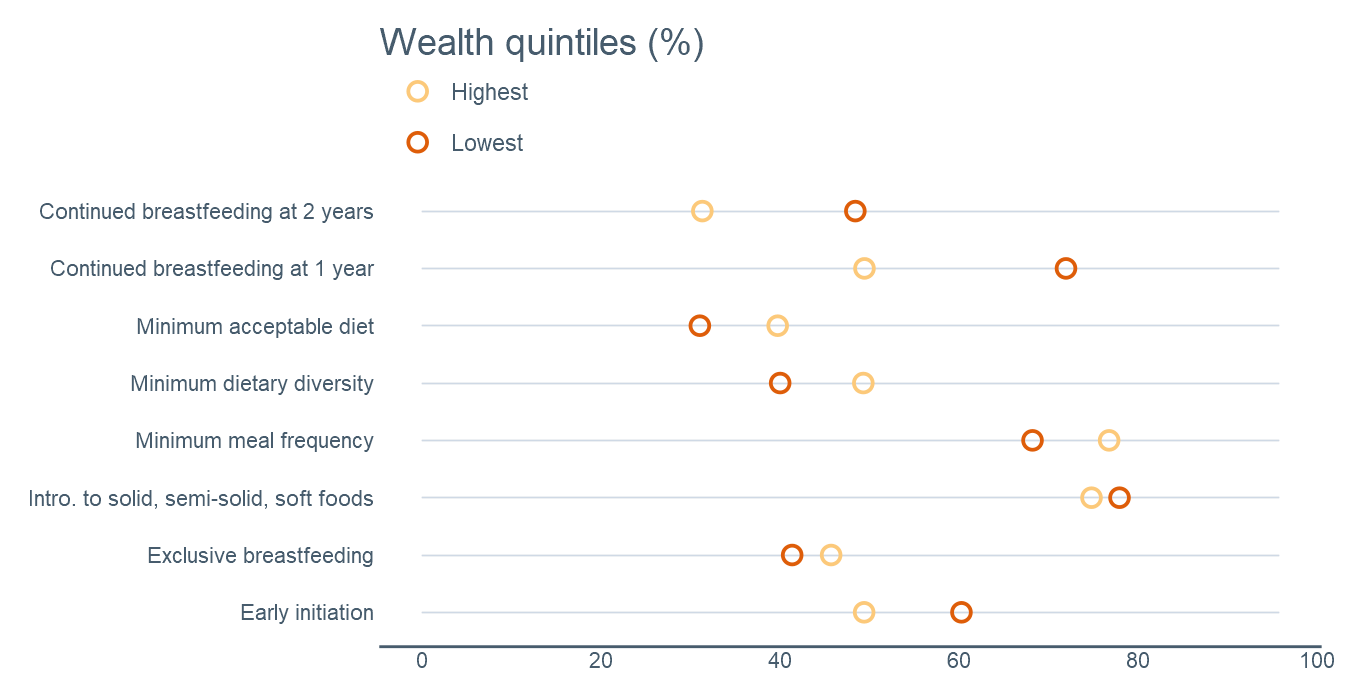 Wealth quintiles (%)
Highest
Lowest
Continued breastfeeding at 2 years
Continued breastfeeding at 1 year
Minimum acceptable diet
Minimum dietary diversity
Minimum meal frequency
Intro. to solid, semi-solid, soft foods
Exclusive breastfeeding
Early initiation
0 20 40 60 80 100